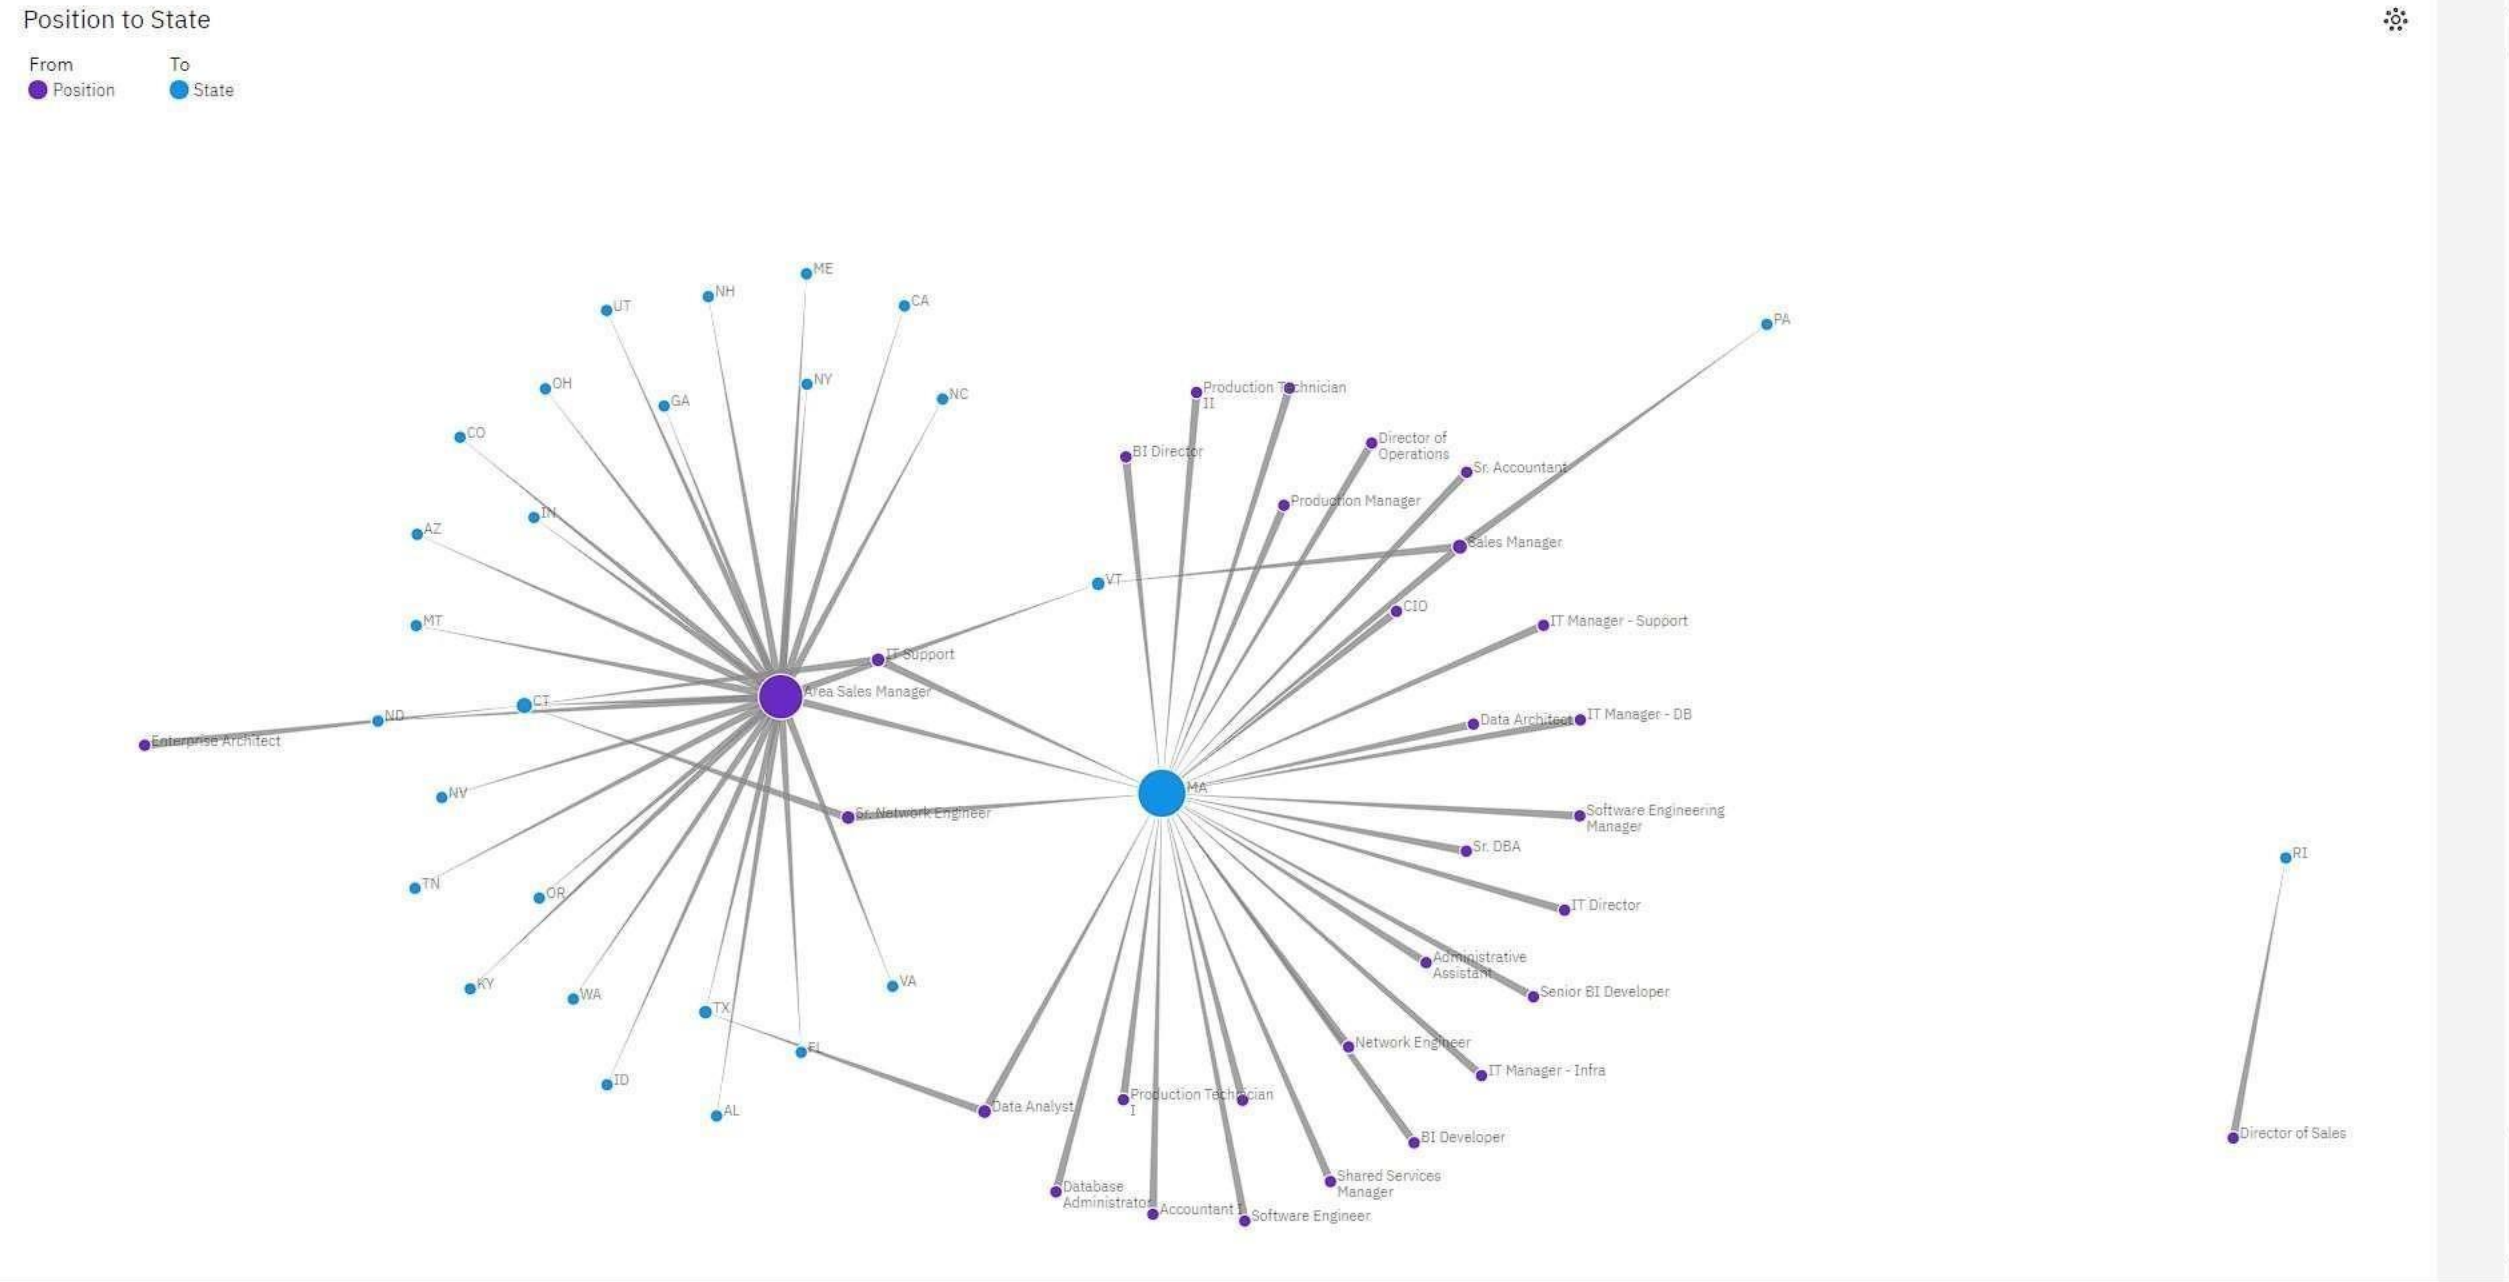 Position to State
From To
Position State
ME
NH
CA
UT
PA
NY
OH
Production Technician
II
NC
GA
CO
Director of
Operations
BI Director
Sr. Accountant
Production Manager
IN
AZ
Sales Manager
VT
CIO
MT
IT Manager - Support
IT Support
Area Sales Manager
CT
ND
Data Architect
IT Manager - DB
Enterprise Architect
MA
NV
Sr. Network Engineer
Software Engineering
Manager
Sr. DBA
RI
TN
OR
IT Director
Administrative
Assistant
KY
WA
VA
Senior BI Developer
TX
FL
Network Engineer
IT Manager - Infra
ID
AL
Data Analyst
Production Technician
I
BI Developer
Director of Sales
Shared Services
Manager
Database
Administrator
Accountant I
Software Engineer